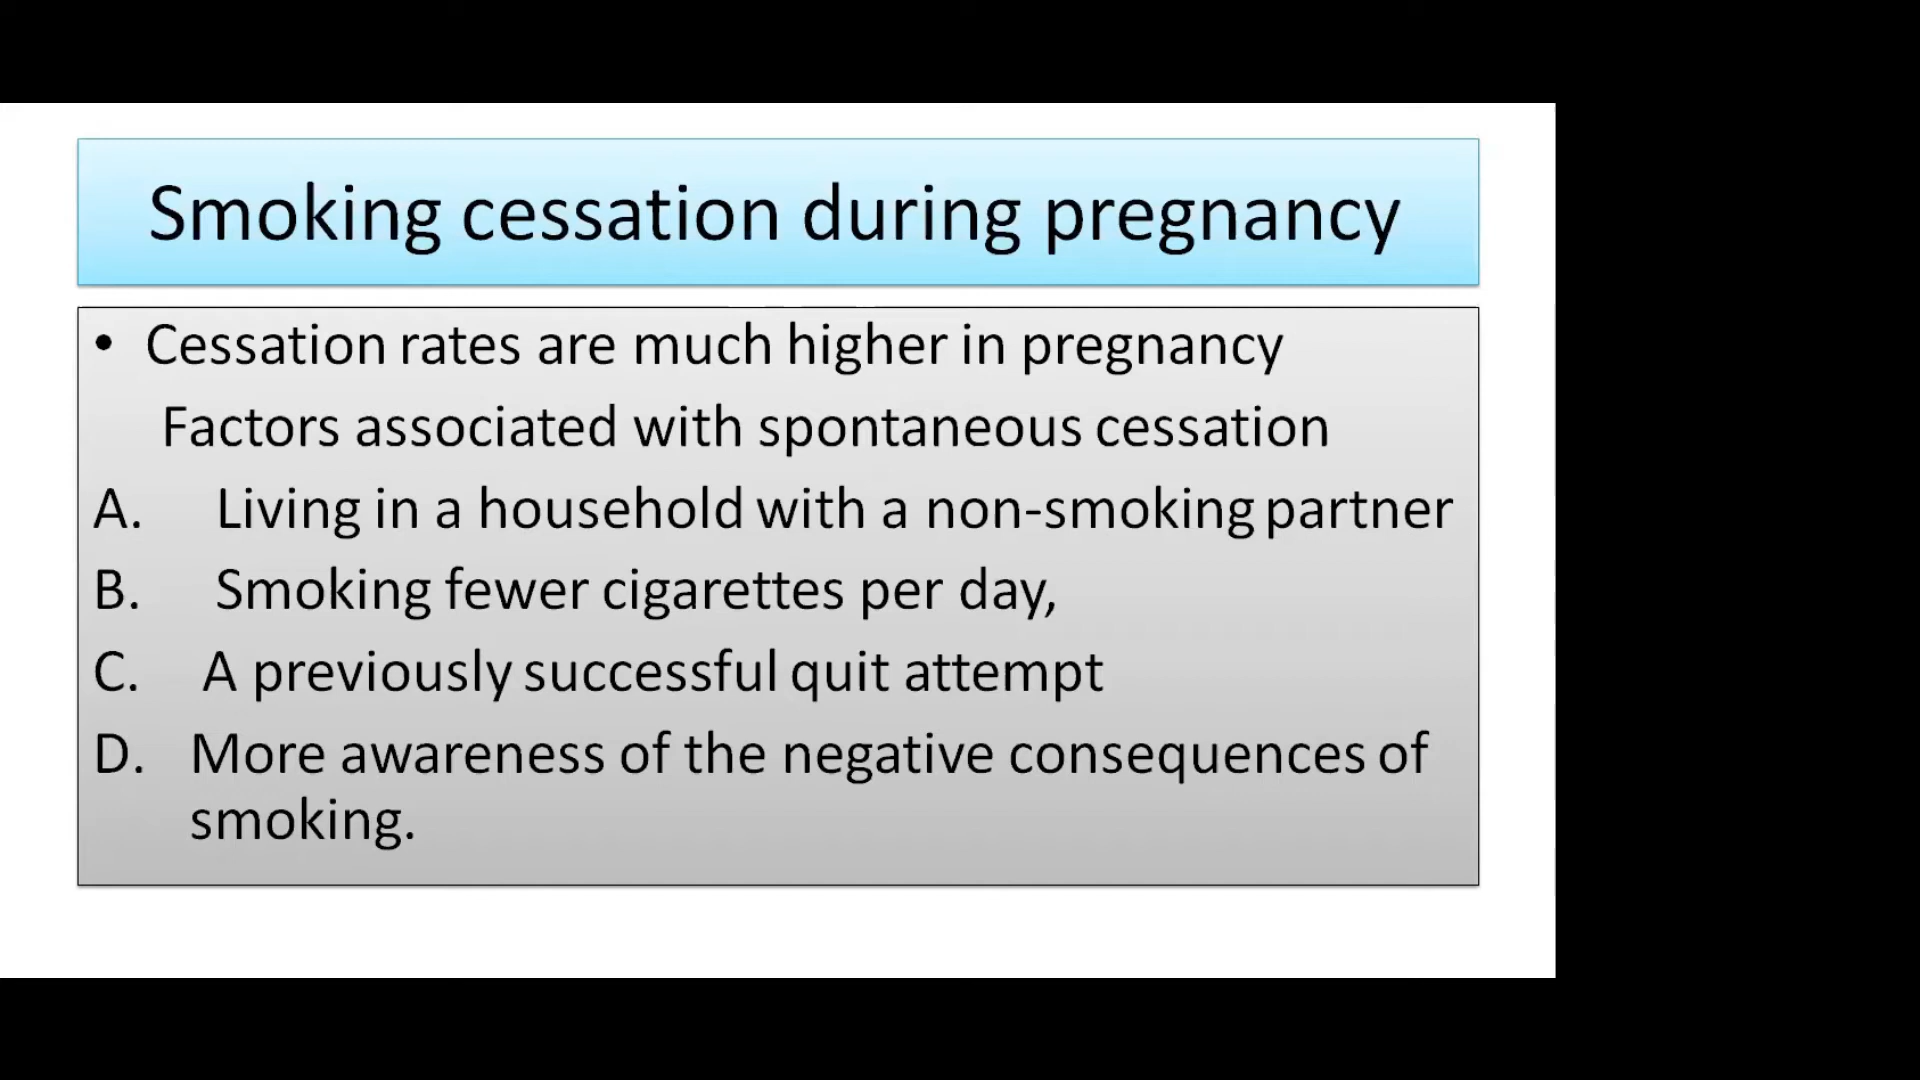 Smoking cessation during pregnancy
• Cessation rates are much higher in pregnancy
Factors associated with spontaneous cessation
A. Living in a household with a non-smoking partner
B. Smoking fewer cigarettes per day,
C. A previously successful quit attempt
D. More awareness of the negative consequences of
smoking.